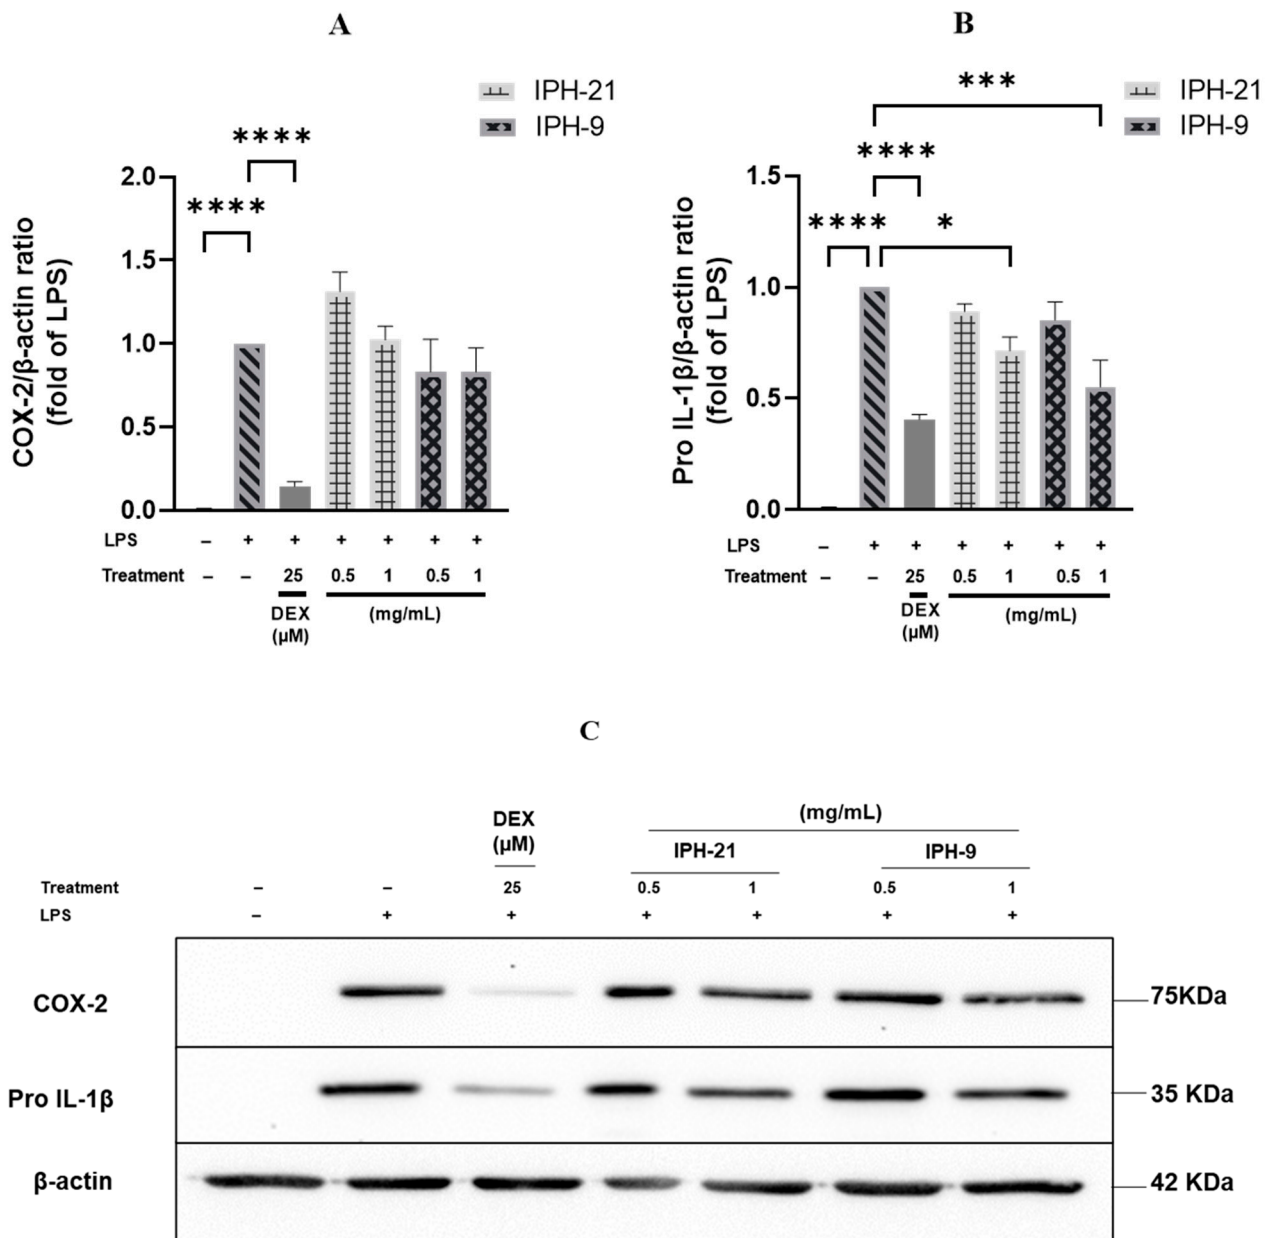 A
IPH-21
IPH-9
****
****
COX-2/β-actin ratio
(fold of LPS)
2.0
1.5
1.0
0.5
0.0
LPS – + + + + + +
Treatment – – 25 0.5 1 0.5 1
DEX (mg/mL)
(µM)
B
IPH-21
IPH-9
***
****
**** *
Pro IL-1β/β-actin ratio
(fold of LPS)
1.5
1.0
0.5
0.0
LPS – + + + + + +
Treatment – – 25 0.5 1 0.5 1
DEX (mg/mL)
(µM)
C
DEX (mg/mL)
(µM) IPH-21 IPH-9
Treatment – – 25 0.5 1 0.5 1
LPS – + + + + + +
COX-2 75KDa
Pro IL-1β 35 KDa
β-actin 42 KDa